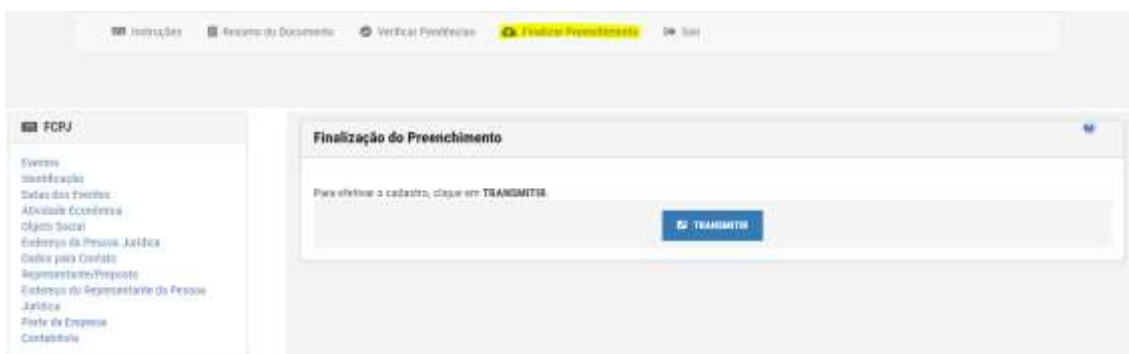 Instruções Resumo do Documento Verificar Pendências Finalizar Preenchimento Sair
FCPJ
Finalização do Preenchimento
Eventos
Identificação
Datas dos Eventos
Para efetivar o cadastro, clique em TRANSMITIR.
Atividade Econômica
Objeto Social
TRANSMITIR
Endereço da Pessoa Jurídica
Dados para Contato
Representante/Preposto
Endereço do Representante da Pessoa
Jurídica
Porte da Empresa
Contabilista